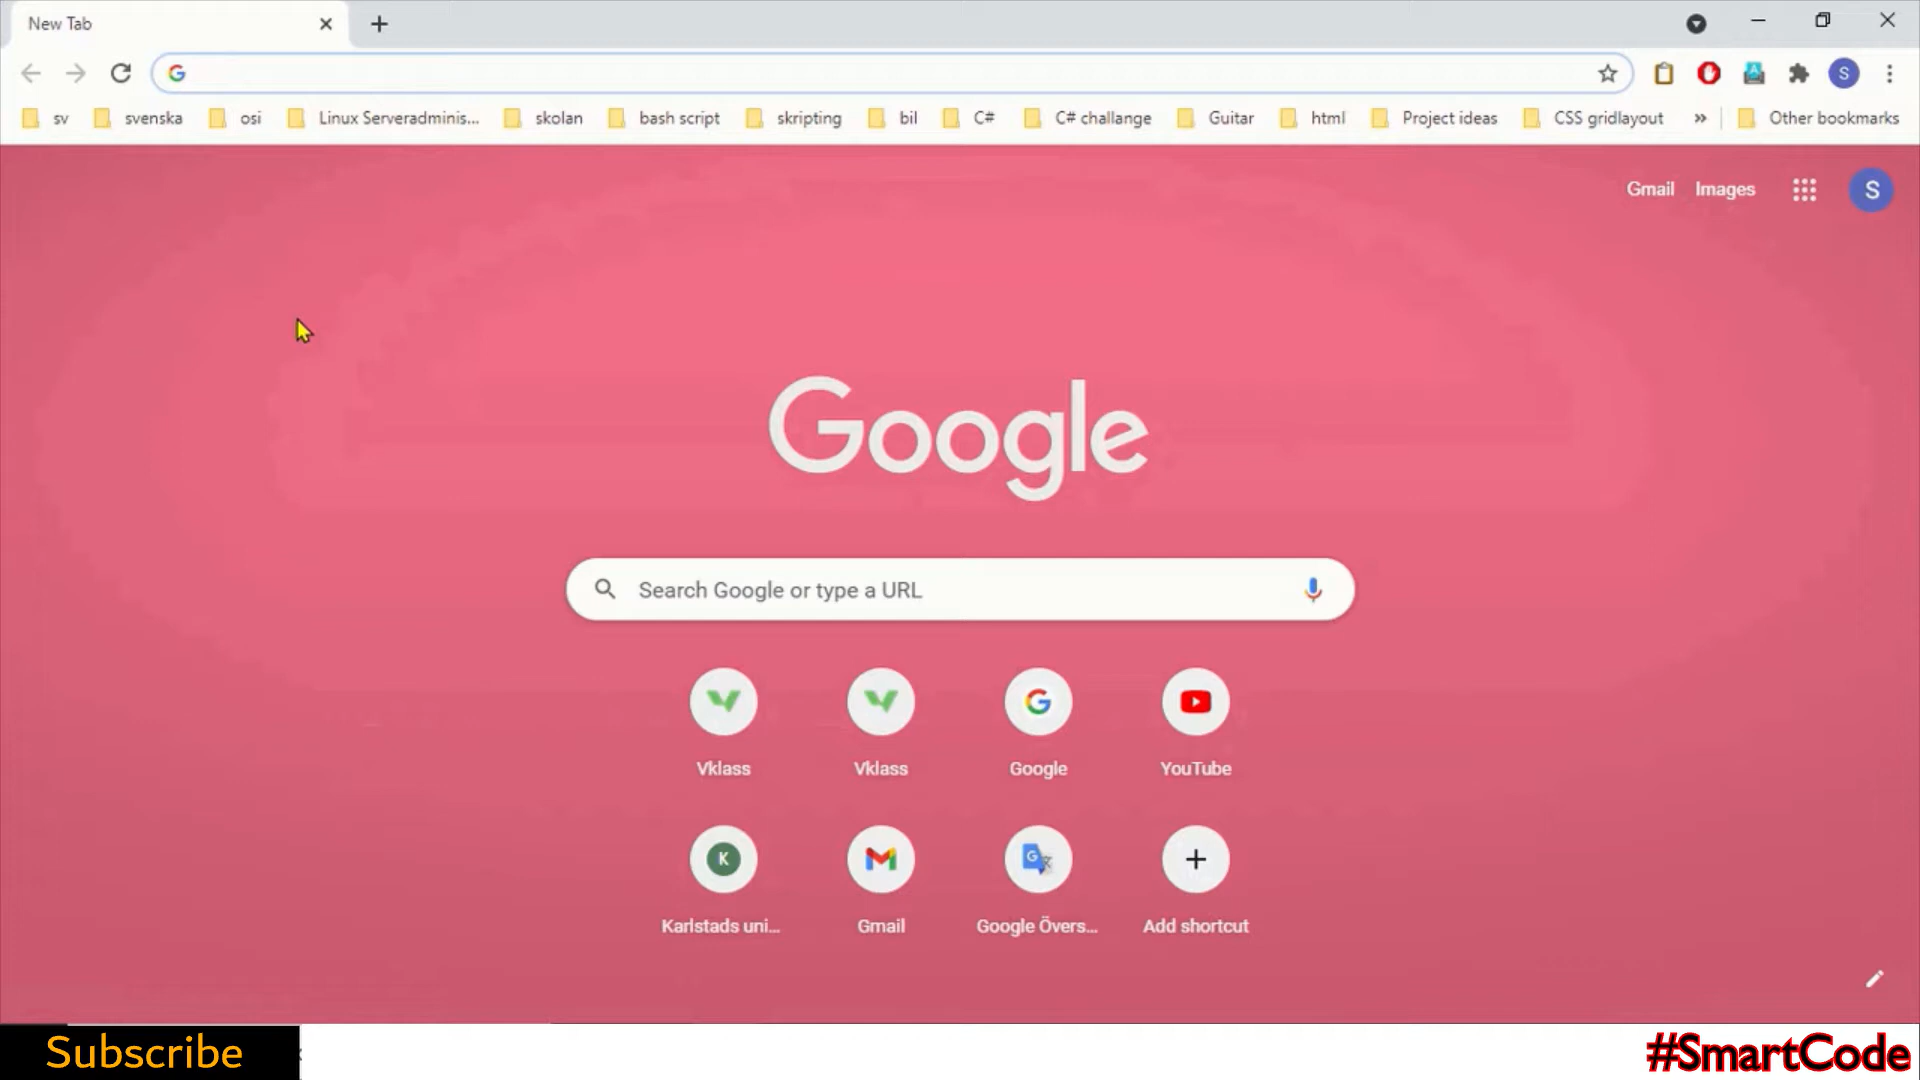 New Tab
sv svenska osi Linux Serveradminis... skolan bash script skripting bil C# C# challange Guitar html Project ideas CSS gridlayout » Other bookmarks
S
Gmail Images S
Google
Search Google or type a URL
Vklass Vklass Google YouTube
K
Karlstads uni... Gmail Google Övers... Add shortcut
Subscribe
#SmartCode